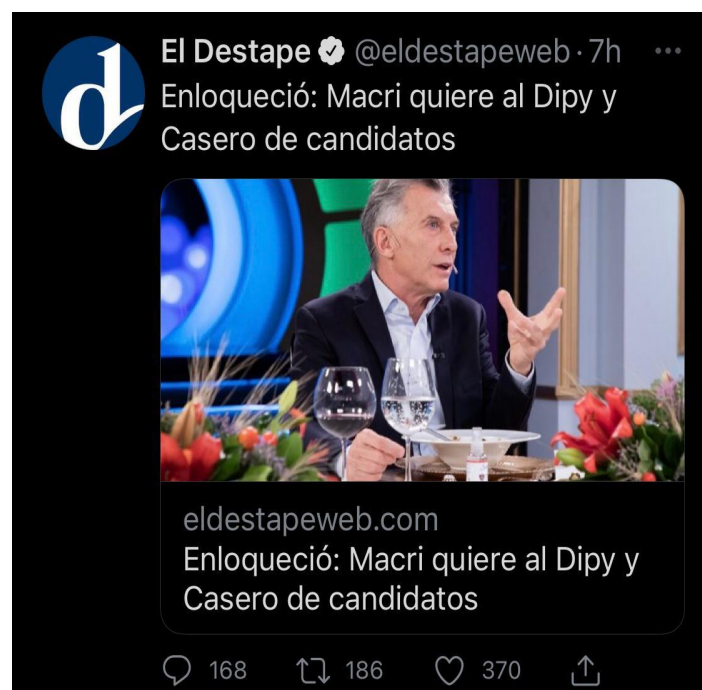 El Destape @eldestapeweb · 7h
Enloqueció: Macri quiere al Dipy y
Casero de candidatos
eldestapeweb.com
Enloqueció: Macri quiere al Dipy y
Casero de candidatos
168 186 370